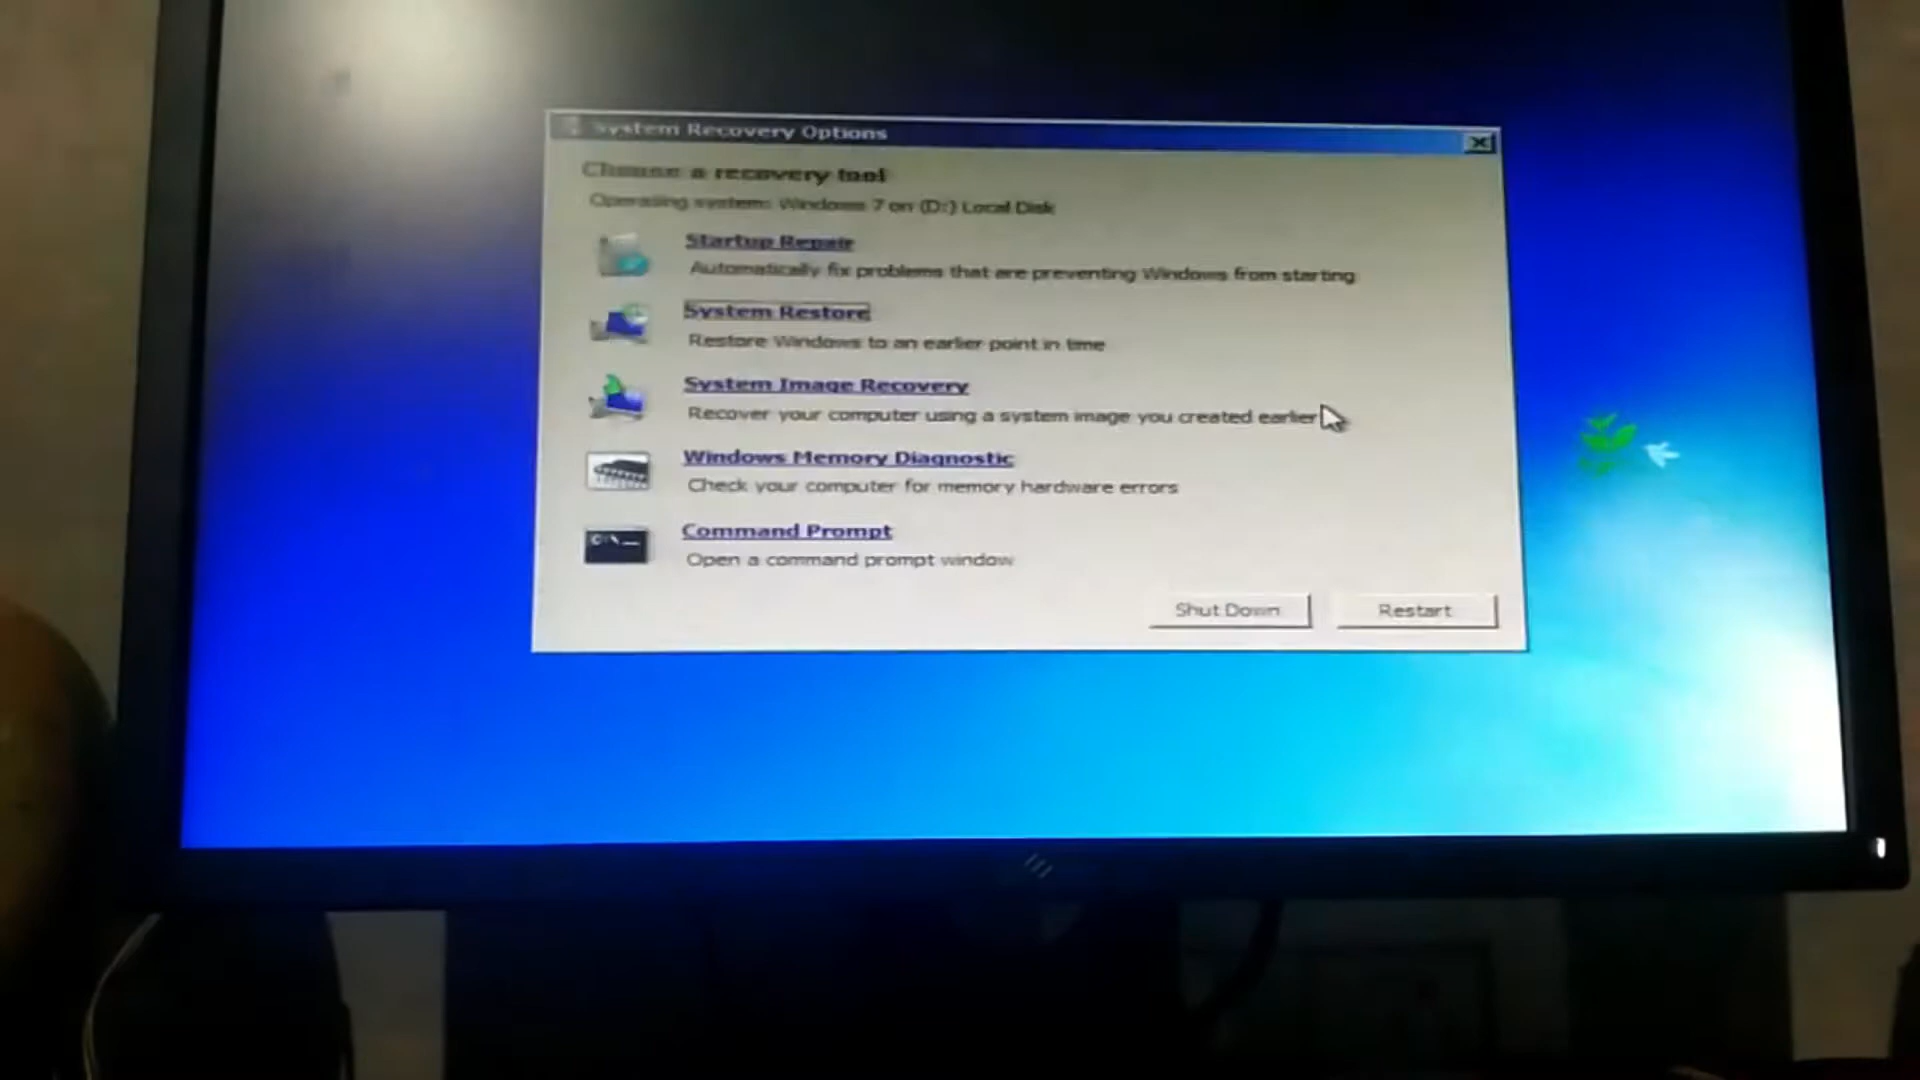 System Recovery Options
Choose a recovery tool
Operating system: Windows 7 on (D:) Local Disk
Startup Repair
Automatically fix problems that are preventing Windows from starting
System Restore
Restore Windows to an earlier point in time
System Image Recovery
Recover your computer using a system image you created earlier
Windows Memory Diagnostic
Check your computer for memory hardware errors
C:\_
Command Prompt
Open a command prompt window
Shut Down
Restart